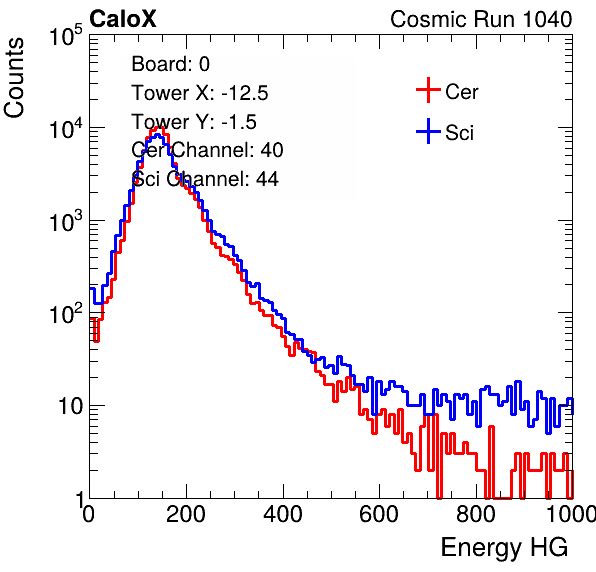 CaloX Cosmic Run 1040
Counts
Board: 0
Tower X: -12.5
Tower Y: -1.5
Cer Channel: 40
Sci Channel: 44
Cer
Sci
10^5
10^4
10^3
10^2
10
1
0 200 400 600 800 1000
Energy HG